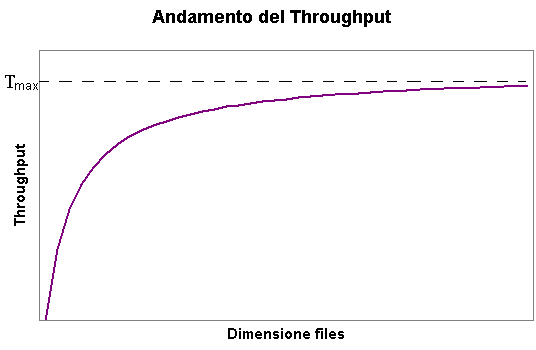 Andamento del Throughput
Tmax
Throughput
Dimensione files